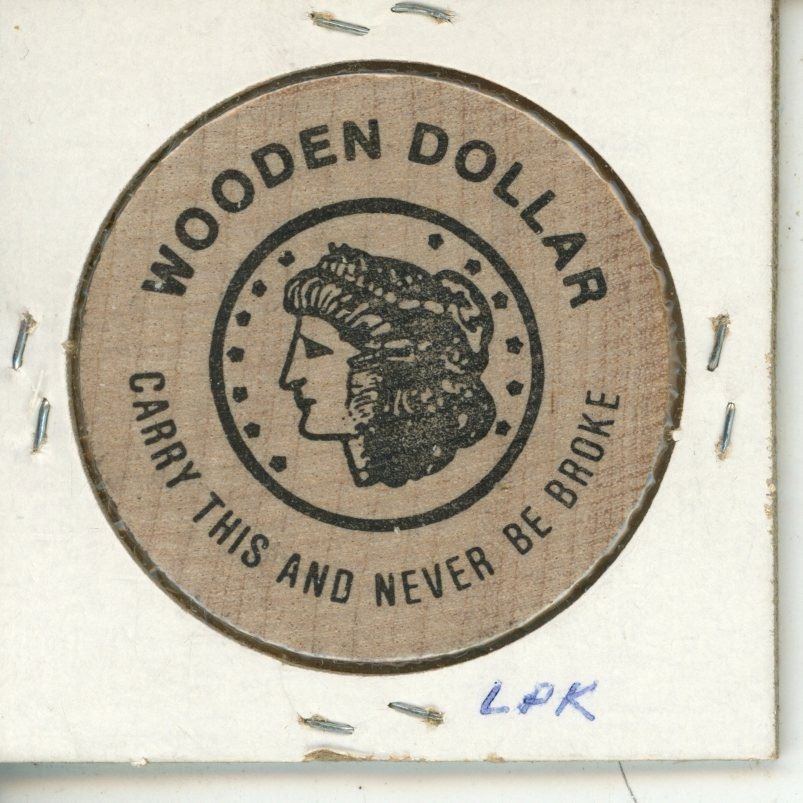 WOODEN DOLLAR
CARRY THIS AND NEVER BE BROKE
LPK